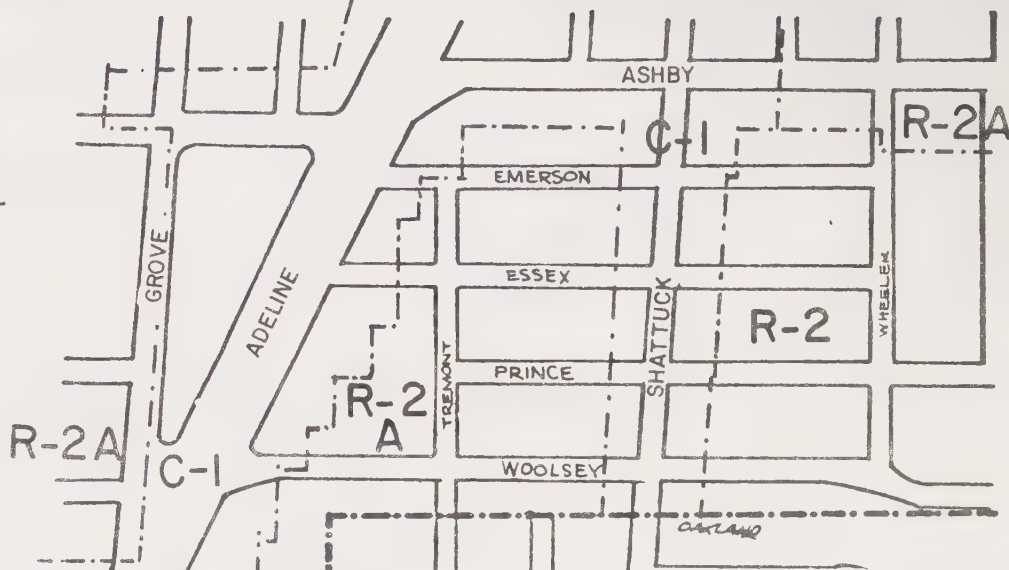 ASHBY
R-2A
C-1
EMERSON
GROVE
ADELINE
ESSEX
SHATTUCK
WHEELER
R-2
TREMONT
PRINCE
R-2
A
R-2A
C-1
WOOLSEY
OAKLAND